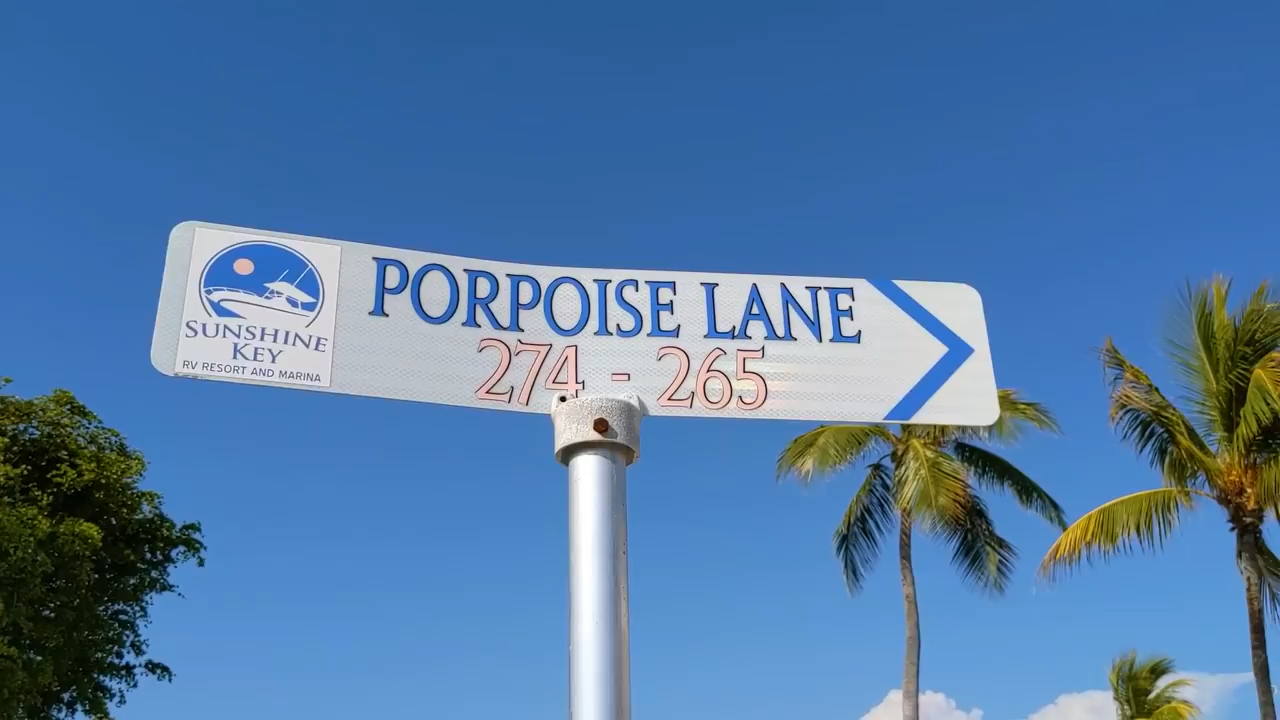 SUNSHINE
KEY
RV RESORT AND MARINA
PORPOISE LANE
274 - 265